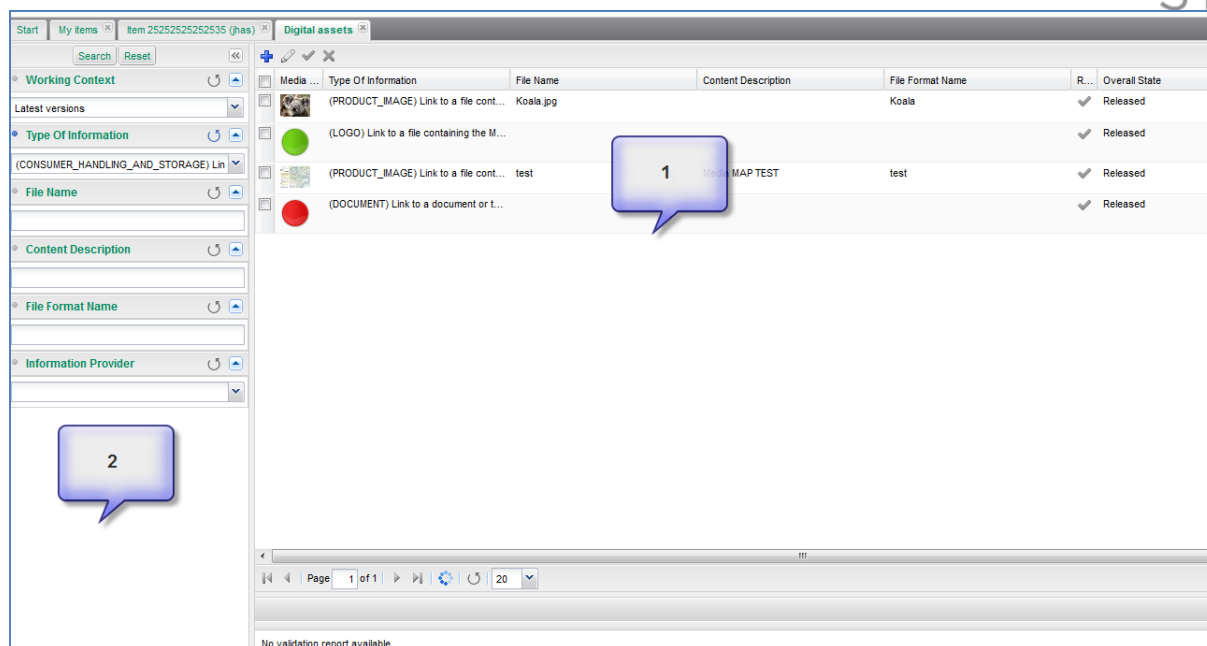 Start My items Item 25252525252535 (jhas) Digital assets
Search Reset
Working Context
Latest versions
Type Of Information
(CONSUMER_HANDLING_AND_STORAGE) Lin
File Name
Content Description
File Format Name
Information Provider
2
Media ... Type Of Information File Name Content Description File Format Name R... Overall State
(PRODUCT_IMAGE) Link to a file cont... Koala.jpg Koala Released
(LOGO) Link to a file containing the M... Released
(PRODUCT_IMAGE) Link to a file cont... test Media MAP TEST test Released
(DOCUMENT) Link to a document or t... Released
1
Page 1 of 1 20
No validation report available